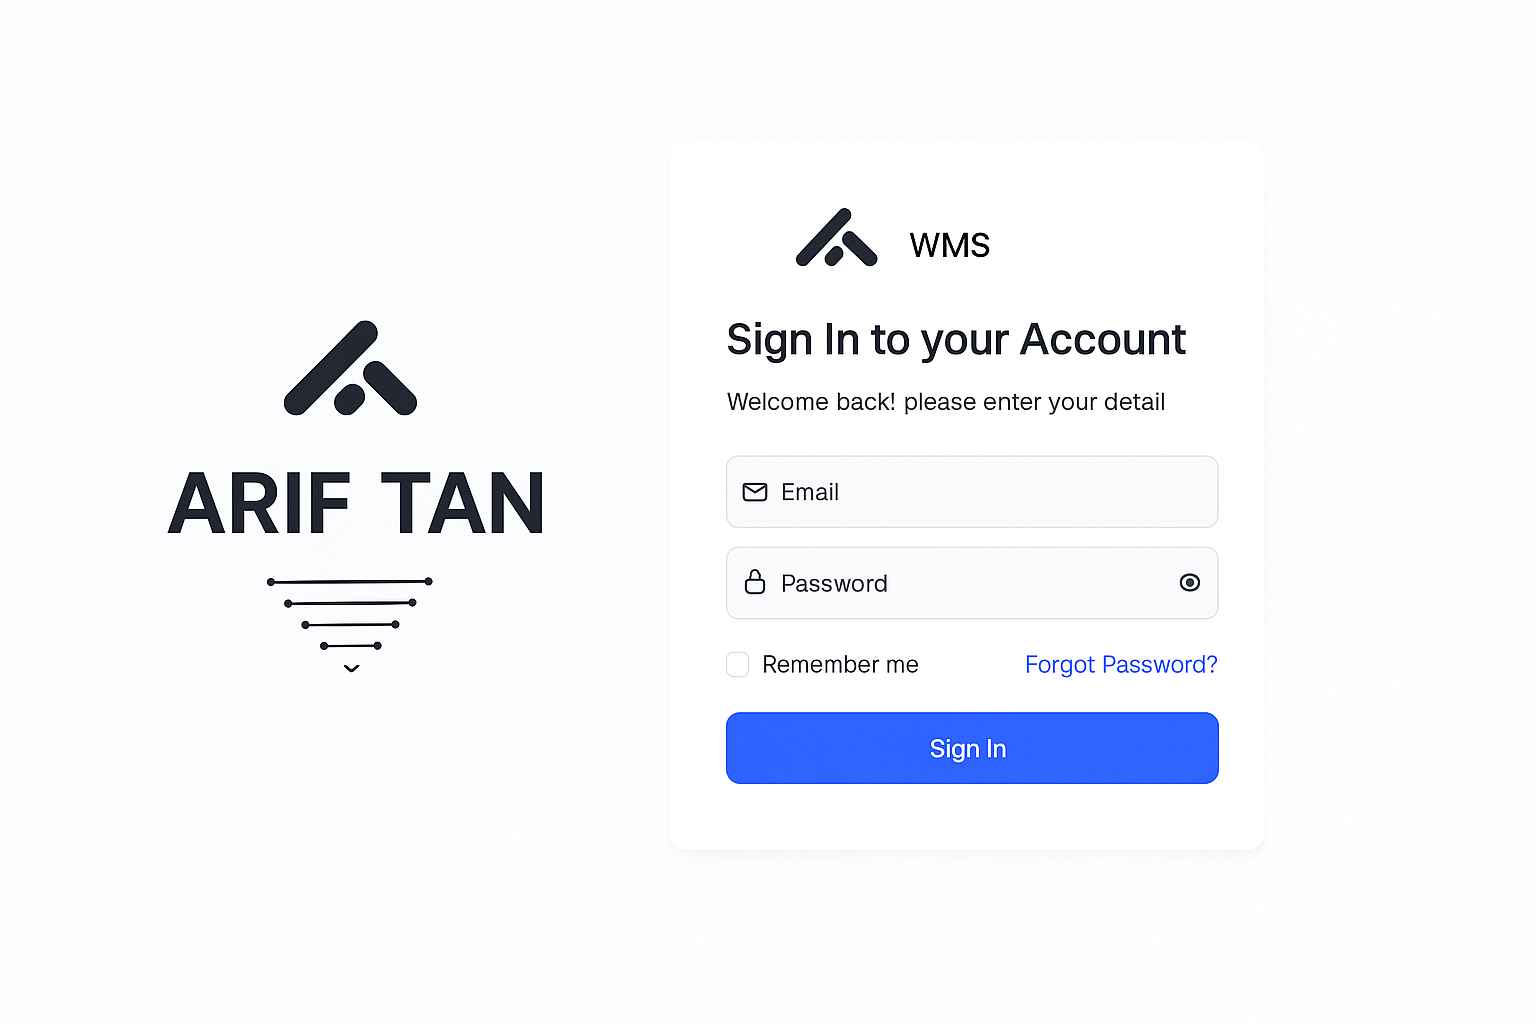 ARIF TAN
WMS
Sign In to your Account
Welcome back! please enter your detail
Email
Password
Remember me
Forgot Password?
Sign In